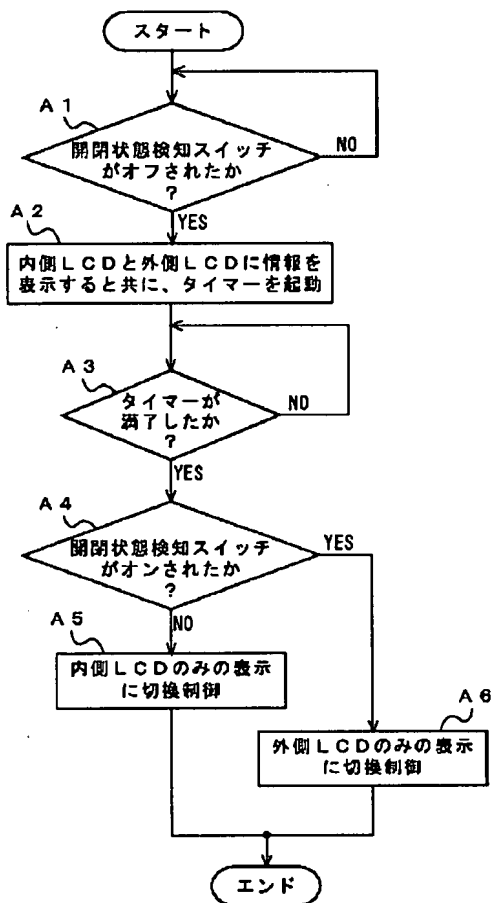 スタート
A1
開閉状態検知スイッチ
がオフされたか
?
NO
YES
A2
内側LCDと外側LCDに情報を
表示すると共に、タイマーを起動
A3
タイマーが
満了したか
?
NO
YES
A4
開閉状態検知スイッチ
がオンされたか
?
YES
NO
A5
内側LCDのみの表示
に切換制御
A6
外側LCDのみの表示
に切換制御
エンド